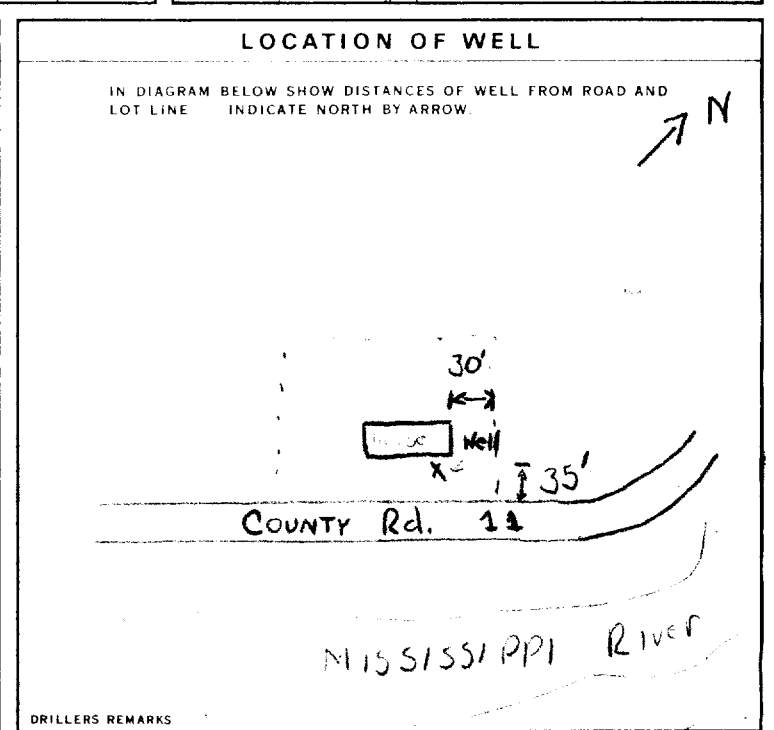 LOCATION OF WELL
IN DIAGRAM BELOW SHOW DISTANCES OF WELL FROM ROAD AND
LOT LINE INDICATE NORTH BY ARROW.
N
30'
House Well
X
35'
COUNTY Rd. 11
MISSISSIPPI RIVER
DRILLERS REMARKS